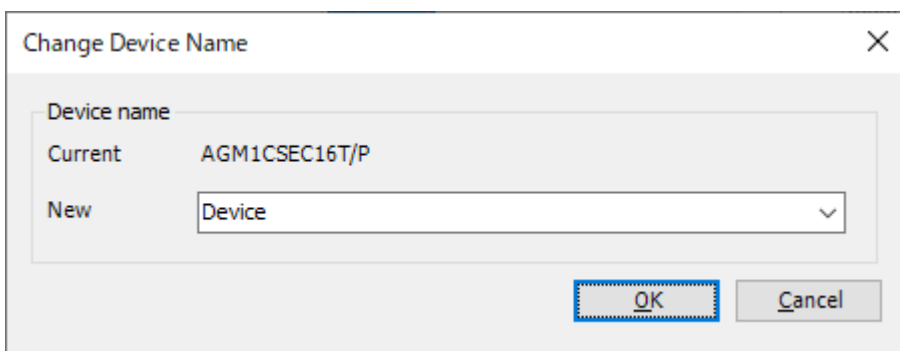 Change Device Name
Device name
Current AGM1CSEC16T/P
New Device
OK Cancel